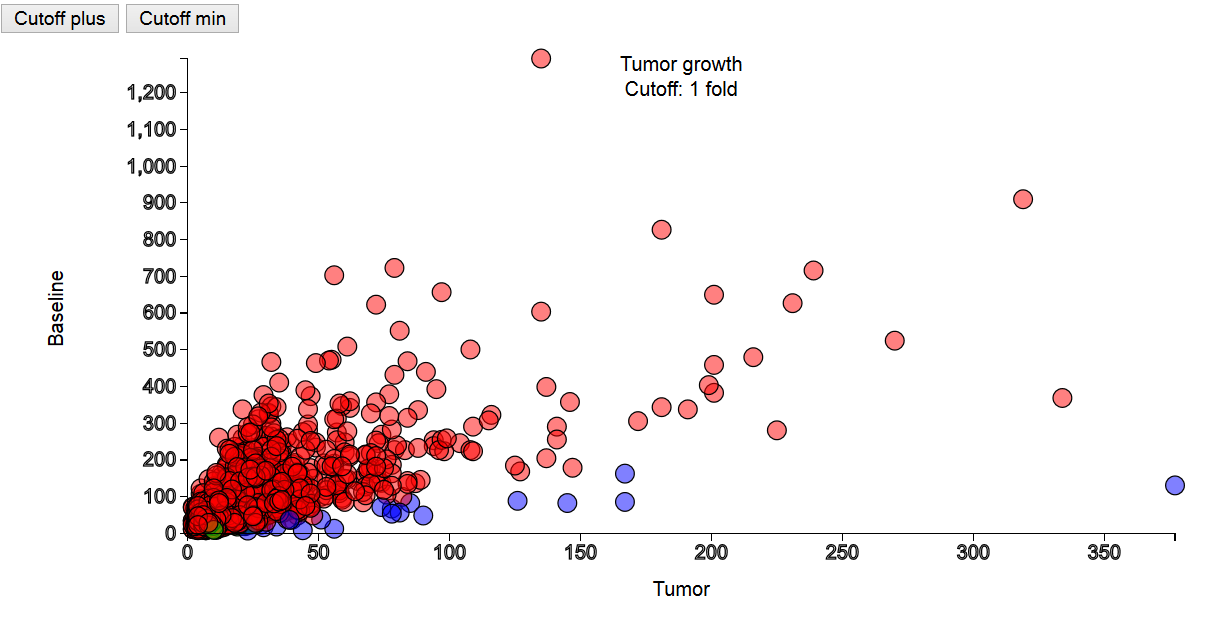 Cutoff plus Cutoff min
Tumor growth
Cutoff: 1 fold
1,200
1,100
1,000
900
800
700
600
500
400
300
200
100
0
Baseline
0 50 100 150 200 250 300 350
Tumor